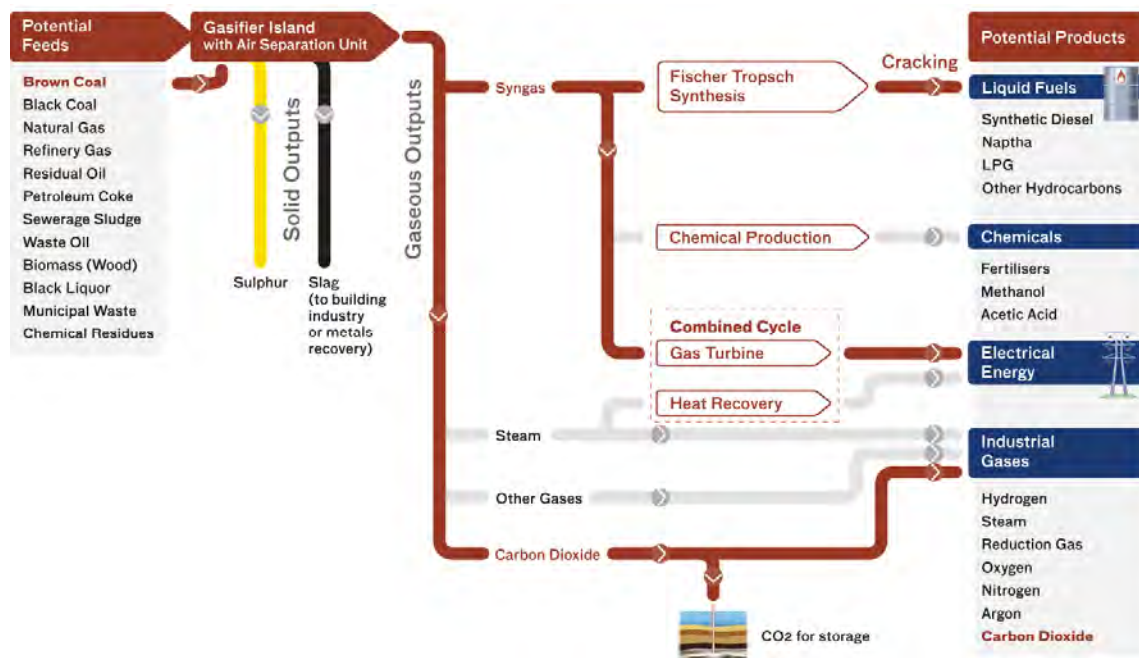 Potential
Feeds
Gasifier Island
with Air Separation Unit
Brown Coal
Black Coal
Natural Gas
Refinery Gas
Residual Oil
Petroleum Coke
Sewerage Sludge
Waste Oil
Biomass (Wood)
Black Liquor
Municipal Waste
Chemical Residues
Solid Outputs
Sulphur
Slag
(to building
industry
or metals
recovery)
Gaseous Outputs
Syngas
Steam
Other Gases
Carbon Dioxide
Fischer Tropsch
Synthesis
Cracking
Chemical Production
Combined Cycle
Gas Turbine
Heat Recovery
CO2 for storage
Potential Products
Liquid Fuels
Synthetic Diesel
Naptha
LPG
Other Hydrocarbons
Chemicals
Fertilisers
Methanol
Acetic Acid
Electrical
Energy
Industrial
Gases
Hydrogen
Steam
Reduction Gas
Oxygen
Nitrogen
Argon
Carbon Dioxide